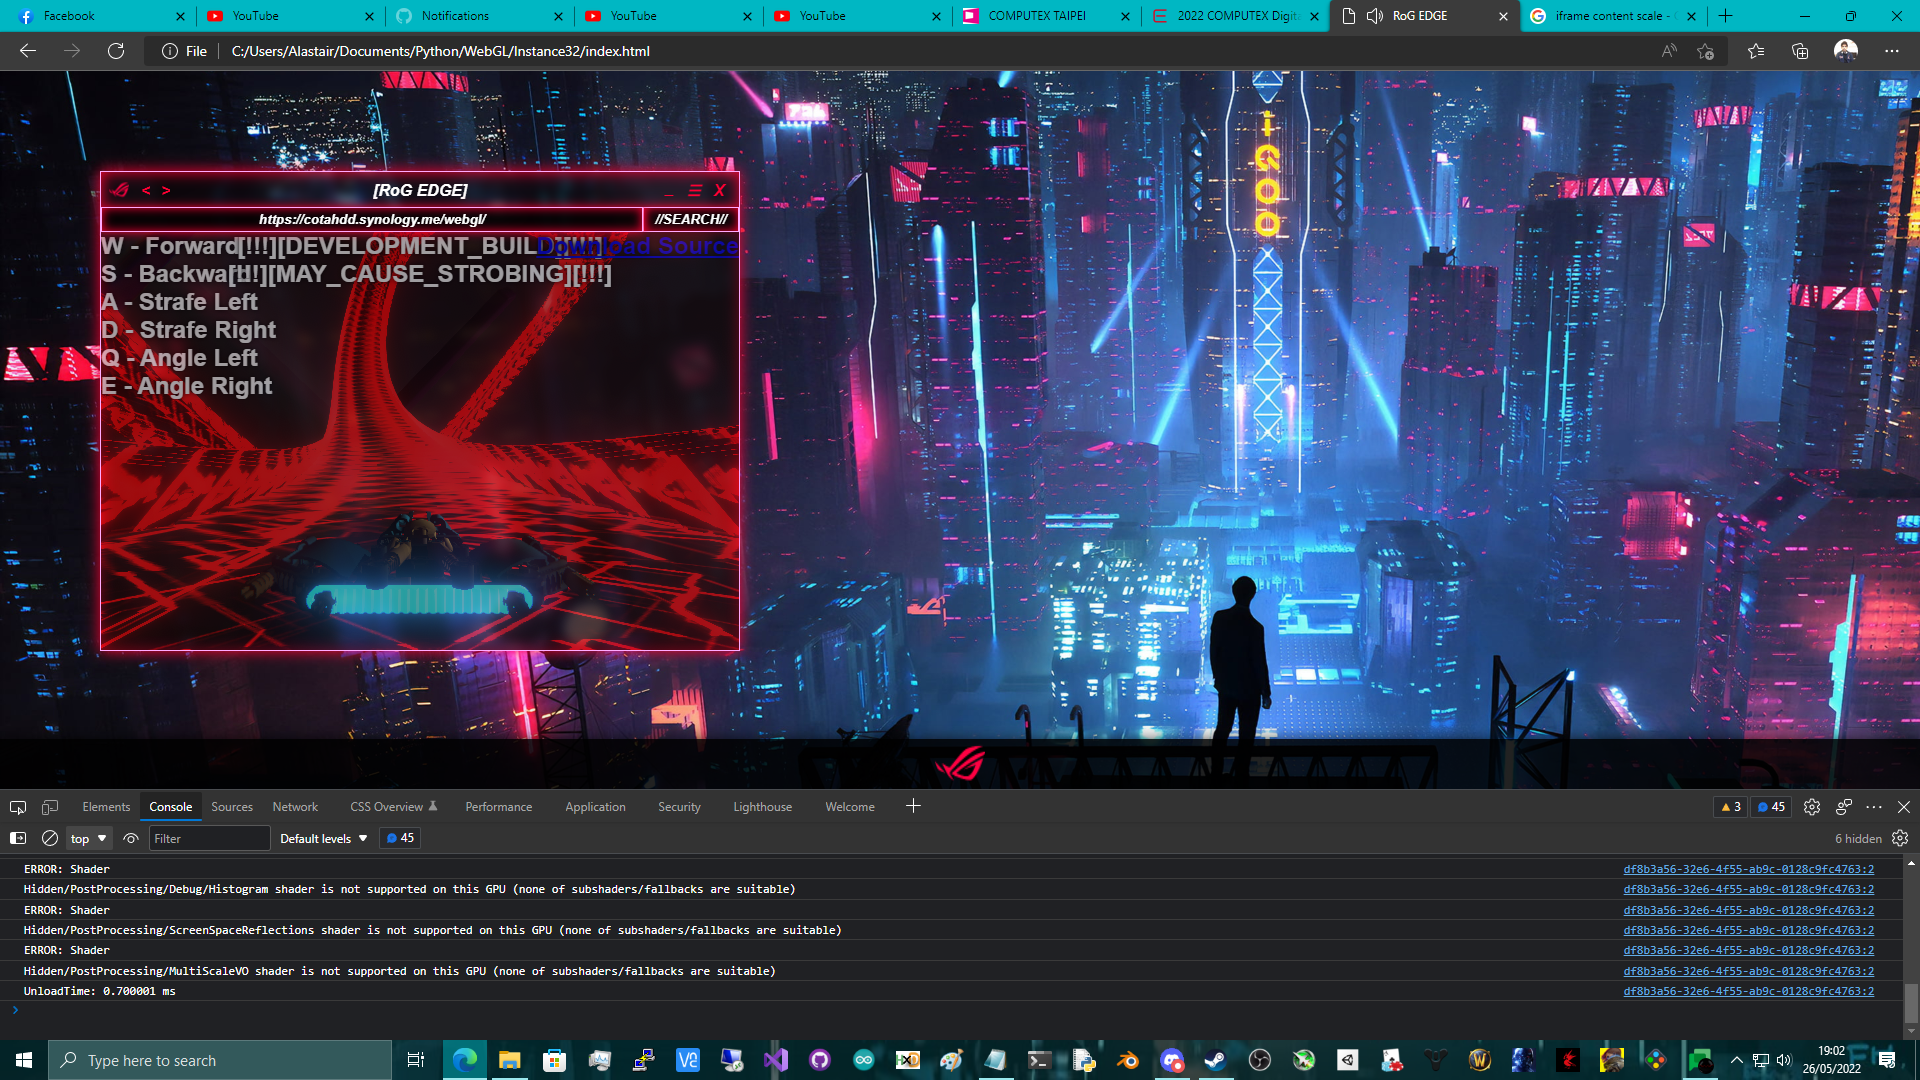 Facebook
YouTube
Notifications
YouTube
YouTube
COMPUTEX TAIPEI
2022 COMPUTEX Digit
RoG EDGE
iframe content scale -
File
C:/Users/Alastair/Documents/Python/WebGL/Instance32/index.html
< >
[RoG EDGE]
_ X
https://cotahdd.synology.me/webgl/
//SEARCH//
W - Forward[!!!][DEVELOPMENT_BUIL
Download Source
S - Backwa[!!!][MAY_CAUSE_STROBING][!!!]
A - Strafe Left
D - Strafe Right
Q - Angle Left
E - Angle Right
Elements
Console
Sources
Network
CSS Overview
Performance
Application
Security
Lighthouse
Welcome
3
45
top
Filter
Default levels
45
6 hidden
ERROR: Shader
df8b3a56-32e6-4f55-ab9c-0128c9fc4763:2
Hidden/PostProcessing/Debug/Histogram shader is not supported on this GPU (none of subshaders/fallbacks are suitable)
df8b3a56-32e6-4f55-ab9c-0128c9fc4763:2
ERROR: Shader
df8b3a56-32e6-4f55-ab9c-0128c9fc4763:2
Hidden/PostProcessing/ScreenSpaceReflections shader is not supported on this GPU (none of subshaders/fallbacks are suitable)
df8b3a56-32e6-4f55-ab9c-0128c9fc4763:2
ERROR: Shader
df8b3a56-32e6-4f55-ab9c-0128c9fc4763:2
Hidden/PostProcessing/MultiScaleVO shader is not supported on this GPU (none of subshaders/fallbacks are suitable)
df8b3a56-32e6-4f55-ab9c-0128c9fc4763:2
UnloadTime: 0.700001 ms
df8b3a56-32e6-4f55-ab9c-0128c9fc4763:2
Type here to search
19:02
26/05/2022